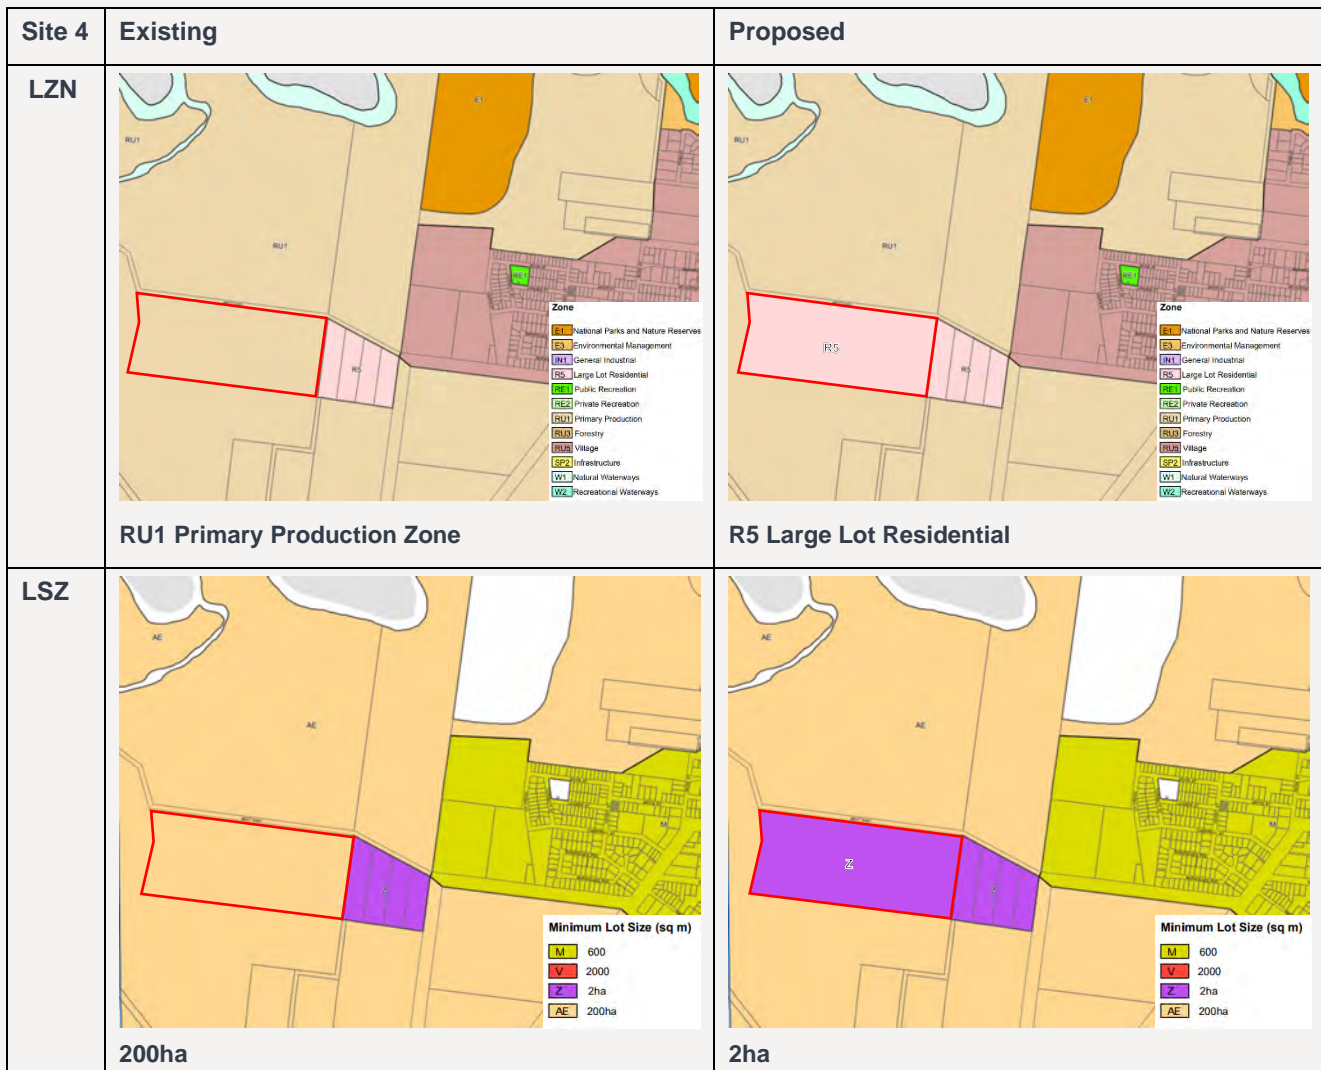 Site 4 Existing Proposed
LZN
E1
RU1
RU1
RE1
R5
Zone
E1 National Parks and Nature Reserves
E3 Environmental Management
IN1 General Industrial
R5 Large Lot Residential
RE1 Public Recreation
RE2 Private Recreation
RU1 Primary Production
RU3 Forestry
RU5 Village
SP2 Infrastructure
W1 Natural Waterways
W2 Recreational Waterways
RU1 Primary Production Zone
E1
RU1
RU1
RE1
R5
R5
Zone
E1 National Parks and Nature Reserves
E3 Environmental Management
IN1 General Industrial
R5 Large Lot Residential
RE1 Public Recreation
RE2 Private Recreation
RU1 Primary Production
RU3 Forestry
RU5 Village
SP2 Infrastructure
W1 Natural Waterways
W2 Recreational Waterways
R5 Large Lot Residential
LSZ
AE
AE
M
Z
Minimum Lot Size (sq m)
M 600
V 2000
Z 2ha
AE 200ha
200ha
AE
AE
M
Z
Z
Minimum Lot Size (sq m)
M 600
V 2000
Z 2ha
AE 200ha
2ha